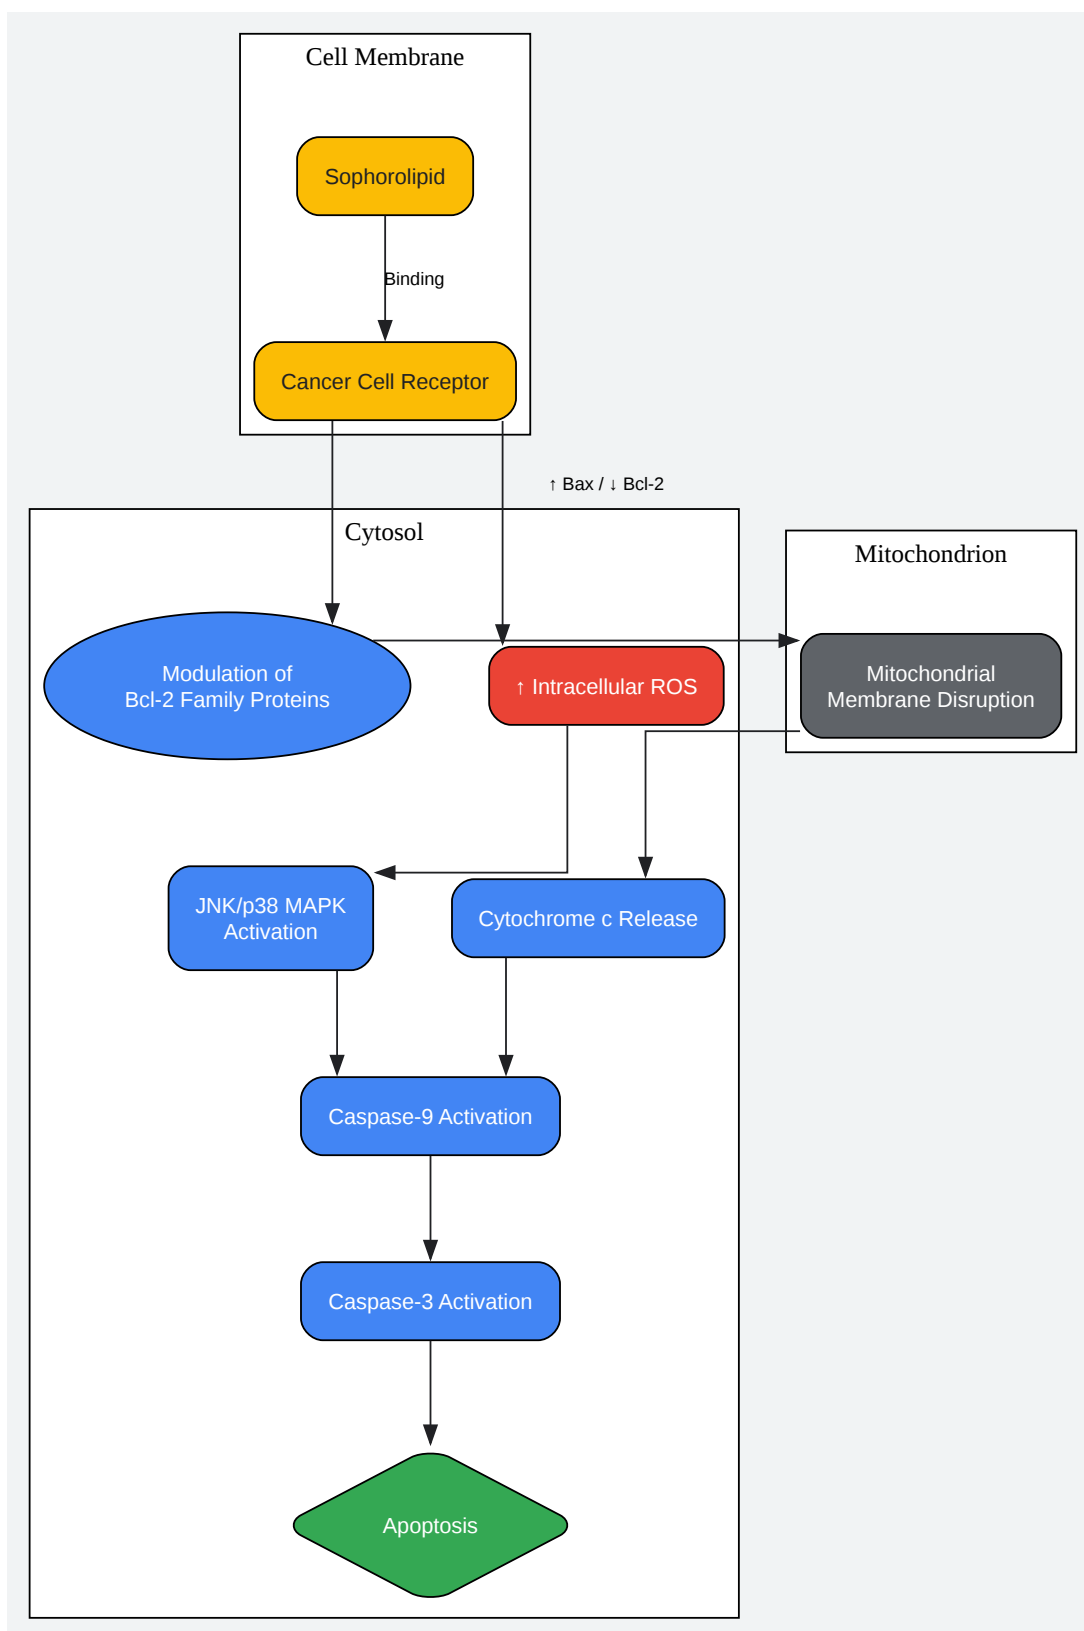 Cell Membrane
Sophorolipid
Binding
Cancer Cell Receptor
↑ Bax / ↓ Bcl-2
Cytosol
Mitochondrion
Modulation of
Bcl-2 Family Proteins
↑ Intracellular ROS
Mitochondrial
Membrane Disruption
JNK/p38 MAPK
Activation
Cytochrome c Release
Caspase-9 Activation
Caspase-3 Activation
Apoptosis